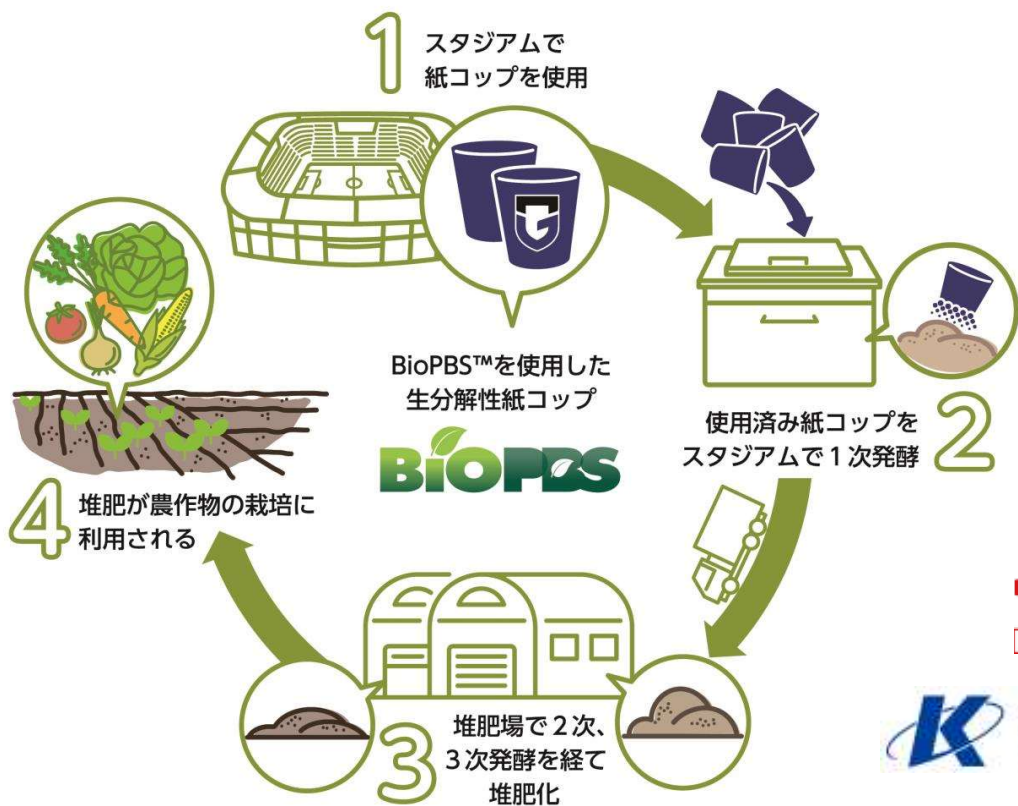 1
スタジアムで
紙コップを使用
G
BioPBS™を使用した
生分解性紙コップ
BioPBS
使用済み紙コップを
スタジアムで1次発酵
2
堆肥場で2次、
3次発酵を経て
堆肥化
3
4
堆肥が農作物の栽培に
利用される
K